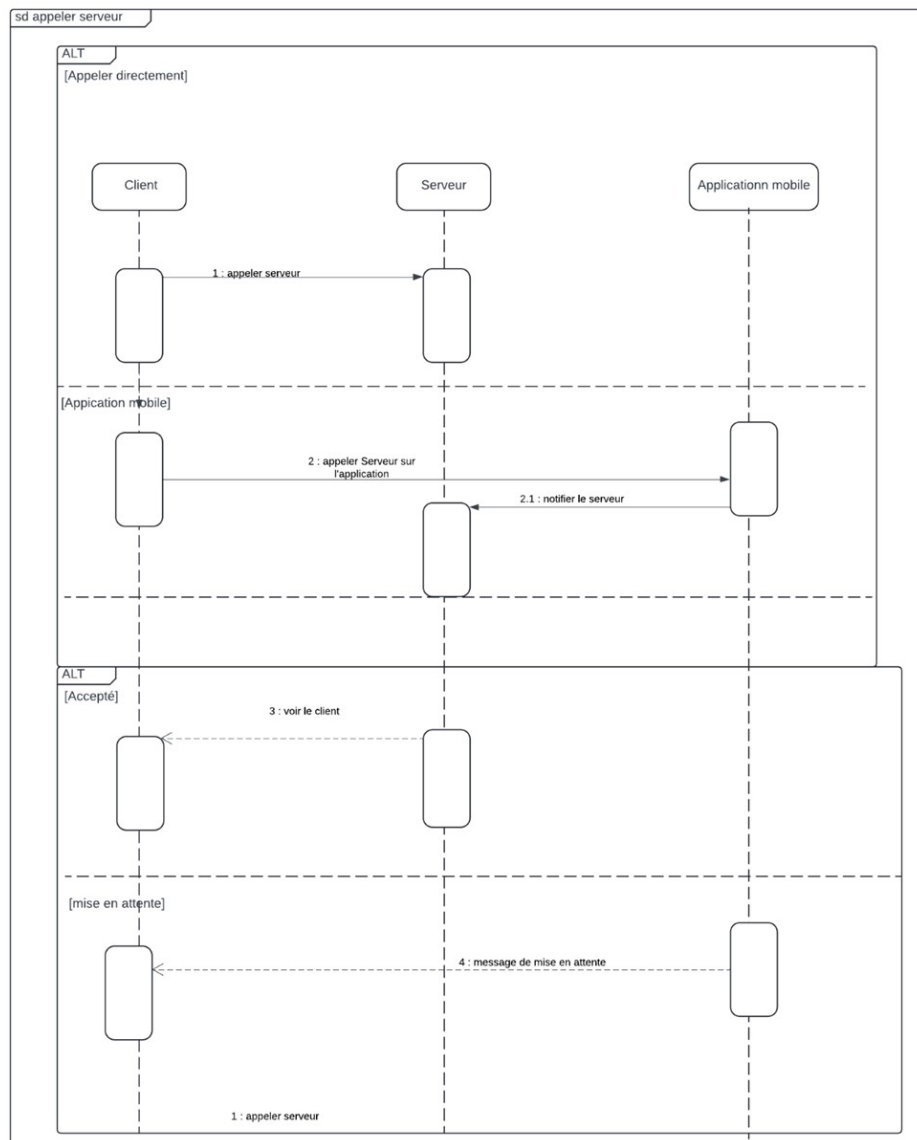 sd appeler serveur
ALT
[Appeler directement]
Client
Serveur
Applicationn mobile
1 : appeler serveur
[Appication mobile]
2 : appeler Serveur sur
l'application
2.1 : notifier le serveur
ALT
[Accepté]
3 : voir le client
[mise en attente]
4 : message de mise en attente
1 : appeler serveur